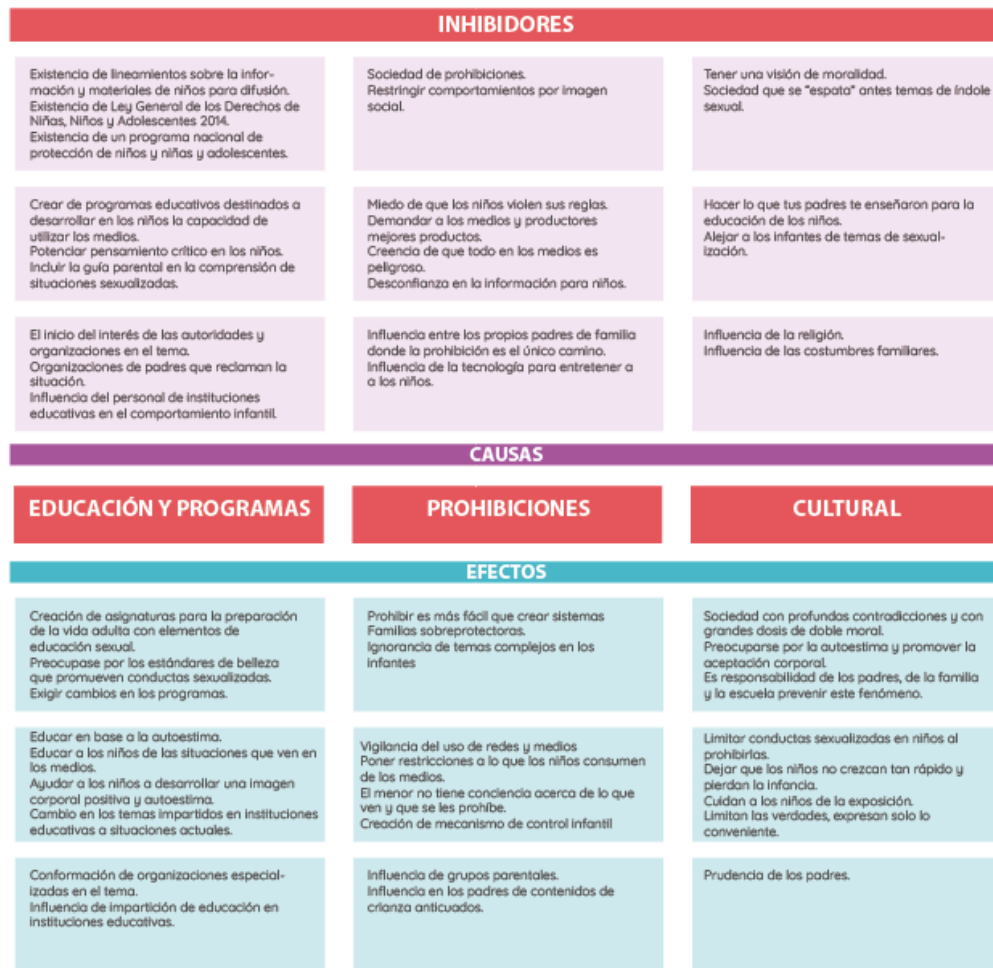 INHIBIDORES
Existencia de lineamientos sobre la infor-
mación y materiales de niños para difusión.
Existencia de Ley General de los Derechos de
Niñas, Niños y Adolescentes 2014.
Existencia de un programa nacional de
protección de niños y niñas y adolescentes.
Sociedad de prohibiciones.
Restringir comportamientos por imagen
social.
Tener una visión de moralidad.
Sociedad que se "espata" antes temas de índole
sexual.
Crear de programas educativos destinados a
desarrollar en los niños la capacidad de
utilizar los medios.
Potenciar pensamiento crítico en los niños.
Incluir la guía parental en la comprensión de
situaciones sexualizadas.
Miedo de que los niños violen sus reglas.
Demandar a los medios y productores
mejores productos.
Creencia de que todo en los medios es
peligroso.
Desconfianza en la información para niños.
Hacer lo que tus padres te enseñaron para la
educación de los niños.
Alejar a los infantes de temas de sexual-
ización.
El inicio del interés de las autoridades y
organizaciones en el tema.
Organizaciones de padres que reclaman la
situación.
Influencia del personal de instituciones
educativas en el comportamiento infantil.
Influencia entre los propios padres de familia
donde la prohibición es el único camino.
Influencia de la tecnología para entretener a
a los niños.
Influencia de la religión.
Influencia de las costumbres familiares.
CAUSAS
EDUCACIÓN Y PROGRAMAS
PROHIBICIONES
CULTURAL
EFECTOS
Creación de asignaturas para la preparación
de la vida adulta con elementos de
educación sexual.
Preocupase por los estándares de belleza
que promueven conductas sexualizadas.
Exigir cambios en los programas.
Prohibir es más fácil que crear sistemas
Familias sobreprotectoras.
Ignorancia de temas complejos en los
infantes
Sociedad con profundas contradicciones y con
grandes dosis de doble moral.
Preocuparse por la autoestima y promover la
aceptación corporal.
Es responsabilidad de los padres, de la familia
y la escuela prevenir este fenómeno.
Educar en base a la autoestima.
Educar a los niños de las situaciones que ven en
los medios.
Ayudar a los niños a desarrollar una imagen
corporal positiva y autoestima.
Cambio en los temas impartidos en instituciones
educativas a situaciones actuales.
Vigilancia del uso de redes y medios
Poner restricciones a lo que los niños consumen
de los medios.
El menor no tiene conciencia acerca de lo que
ven y que se les prohíbe.
Creación de mecanismo de control infantil
Limitar conductas sexualizadas en niños al
prohibirlas.
Dejar que los niños no crezcan tan rápido y
pierdan la infancia.
Cuidan a los niños de la exposición.
Limitan las verdades, expresan solo lo
conveniente.
Conformación de organizaciones especial-
izadas en el tema.
Influencia de impartición de educación en
instituciones educativas.
Influencia de grupos parentales.
Influencia en los padres de contenidos de
crianza anticuados.
Prudencia de los padres.